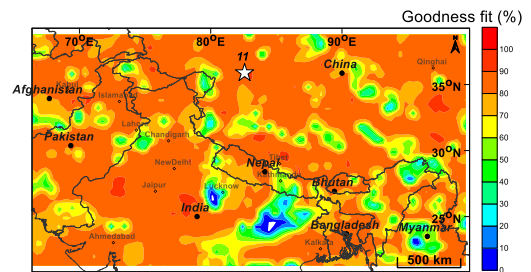 Goodness fit (%)
70°E 80°E 90°E
11
N
China
Qinghai
Kabul
Afghanistan
Islamabad
35°N
Lahore
Pakistan
Chandigarh
30°N
Tibet
Nepal
NewDelhi
Kathmandu
Bhutan
Jaipur
Lucknow
India
25°N
Bangladesh
Myanmar
Ahmedabad
Kalkata
500 km
100
90
80
70
60
50
40
30
20
10
0